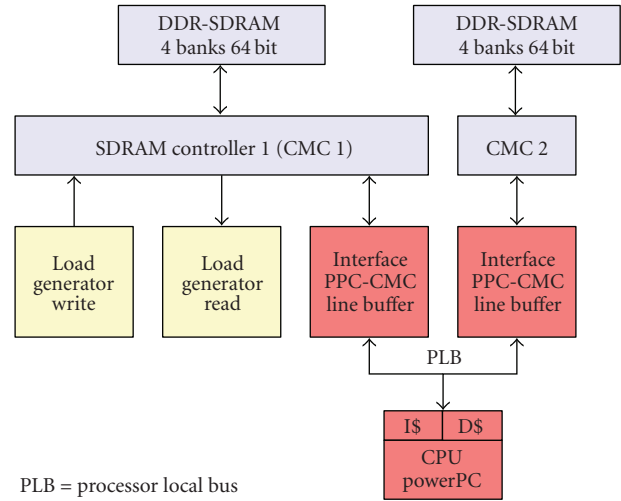 DDR-SDRAM
4 banks 64 bit
DDR-SDRAM
4 banks 64 bit
SDRAM controller 1 (CMC 1)
CMC 2
Load
generator
write
Load
generator
read
Interface
PPC-CMC
line buffer
Interface
PPC-CMC
line buffer
PLB
I$
D$
CPU
powerPC
PLB = processor local bus